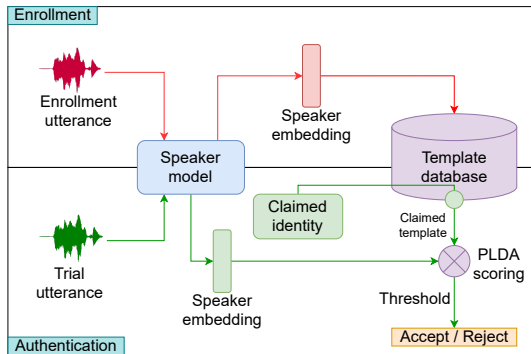 Enrollment
Enrollment
utterance
Speaker
embedding
Speaker
model
Template
database
Claimed
identity
Claimed
template
Trial
utterance
Speaker
embedding
PLDA
scoring
Threshold
Accept / Reject
Authentication